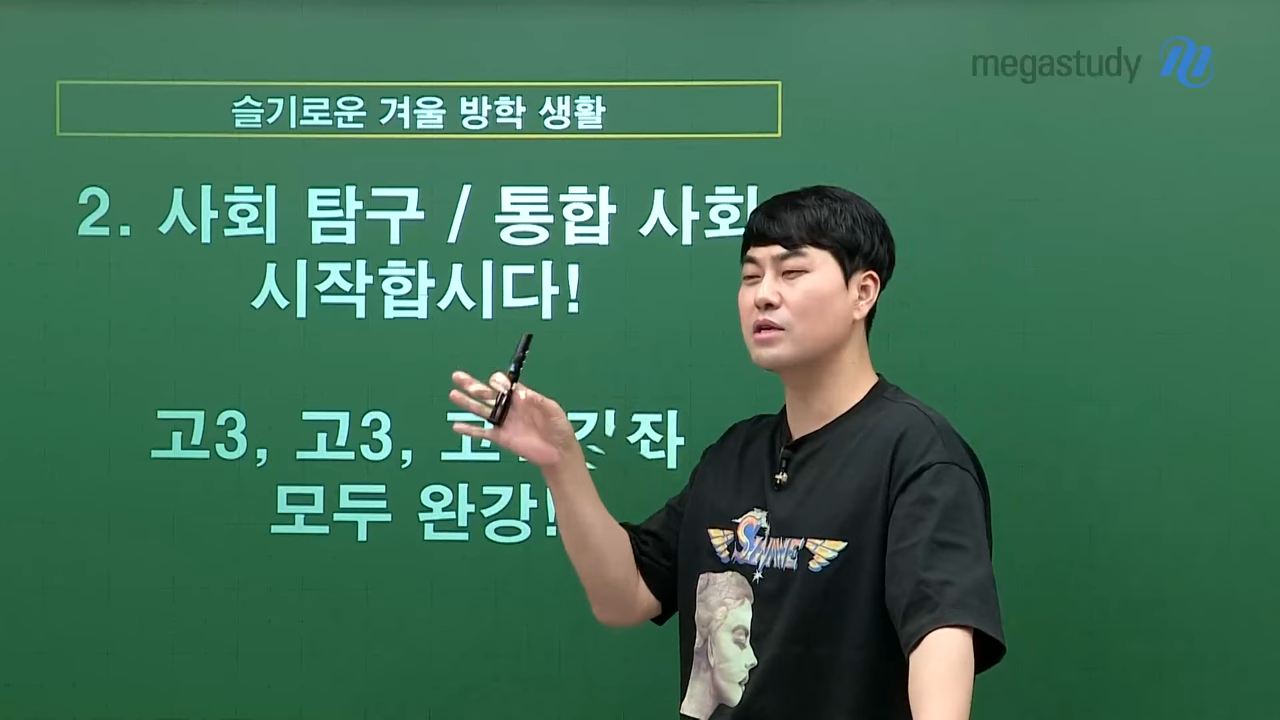 megastudy
슬기로운 겨울 방학 생활
2. 사회 탐구 / 통합 사회
시작합시다!
고3, 고3, 좌
모두 완강!